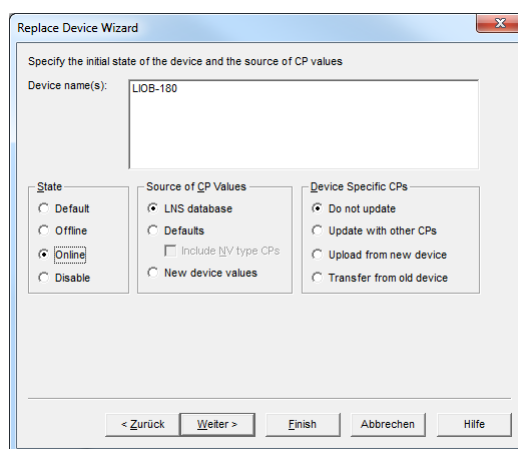 Replace Device Wizard
Specify the initial state of the device and the source of CP values
Device name(s):
LIOB-180
State
Default
Offline
Online
Disable
Source of CP Values
LNS database
Defaults
Include NV type CPs
New device values
Device Specific CPs
Do not update
Update with other CPs
Upload from new device
Transfer from old device
< Zurück
Weiter >
Finish
Abbrechen
Hilfe